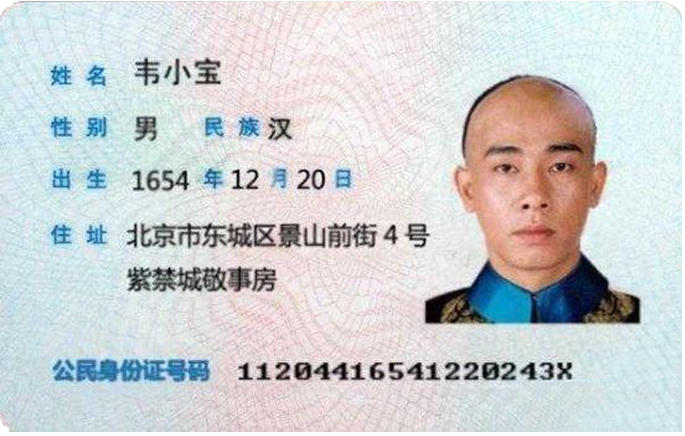 姓名 韦小宝
性别 男 民族 汉
出生 1654 年 12 月 20 日
住址 北京市东城区景山前街 4 号
紫禁城敬事房
公民身份证号码 11204416541220243X